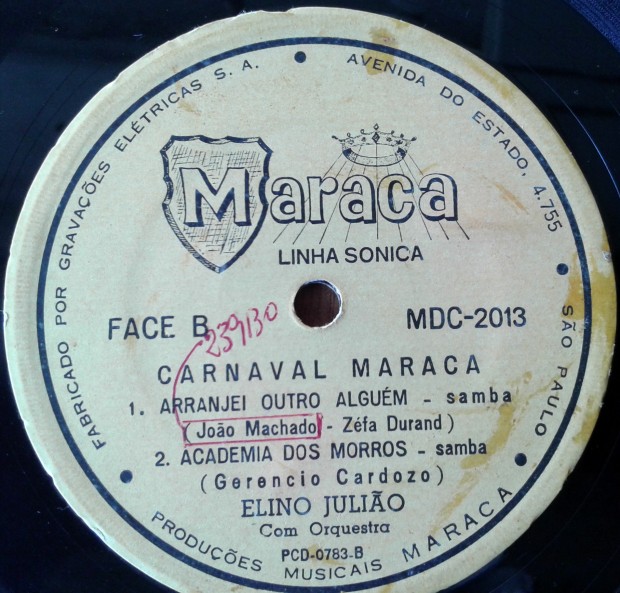 FABRICADO POR GRAVAÇÕES ELÉTRICAS S. A. • AVENIDA DO ESTADO, 4.755 • SÃO PAULO
Maraca
LINHA SONICA
FACE B
239130
MDC-2013
CARNAVAL MARACA
1. ARRANJEI OUTRO ALGUÉM - samba
(João Machado - Zéfa Durand)
2. ACADEMIA DOS MORROS - samba
(Gerencio Cardozo)
ELINO JULIÃO
Com Orquestra
PCD-0783-B
• PRODUÇÕES MUSICAIS MARACA •